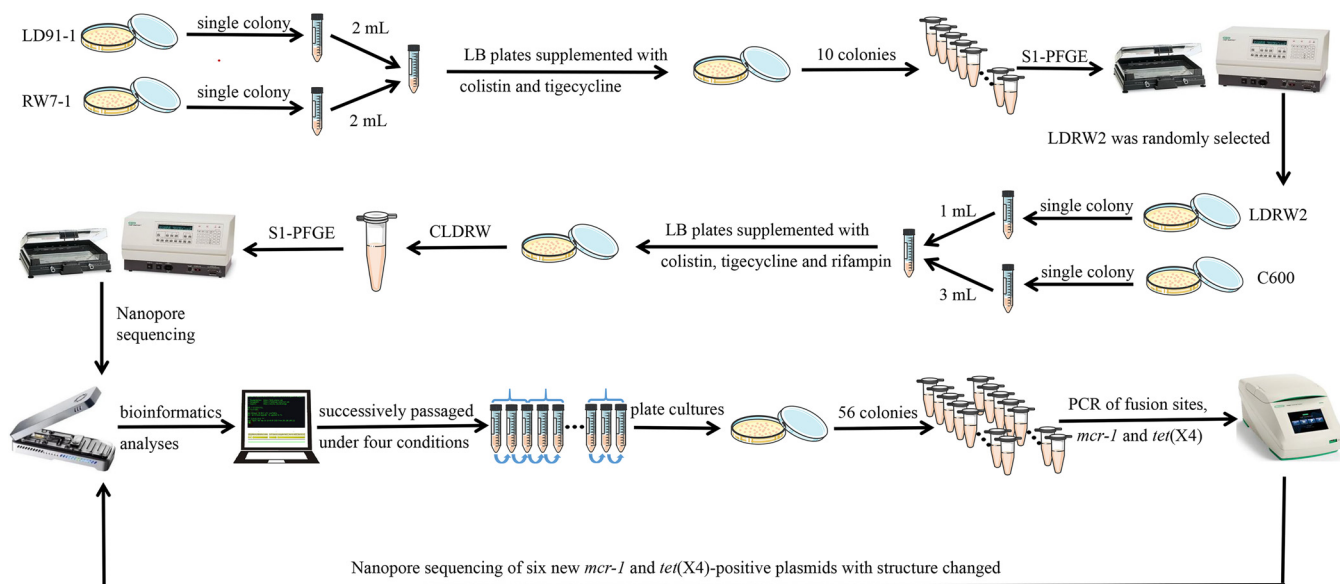 LD91-1
single colony
2 mL
RW7-1
single colony
2 mL
LB plates supplemented with
colistin and tigecycline
10 colonies
S1-PFGE
LDRW2 was randomly selected
LDRW2
single colony
1 mL
C600
single colony
3 mL
LB plates supplemented with
colistin, tigecycline and rifampin
CLDRW
S1-PFGE
Nanopore
sequencing
bioinformatics
analyses
successively passaged
under four conditions
plate cultures
56 colonies
PCR of fusion sites,
mcr-1 and tet(X4)
Nanopore sequencing of six new mcr-1 and tet(X4)-positive plasmids with structure changed